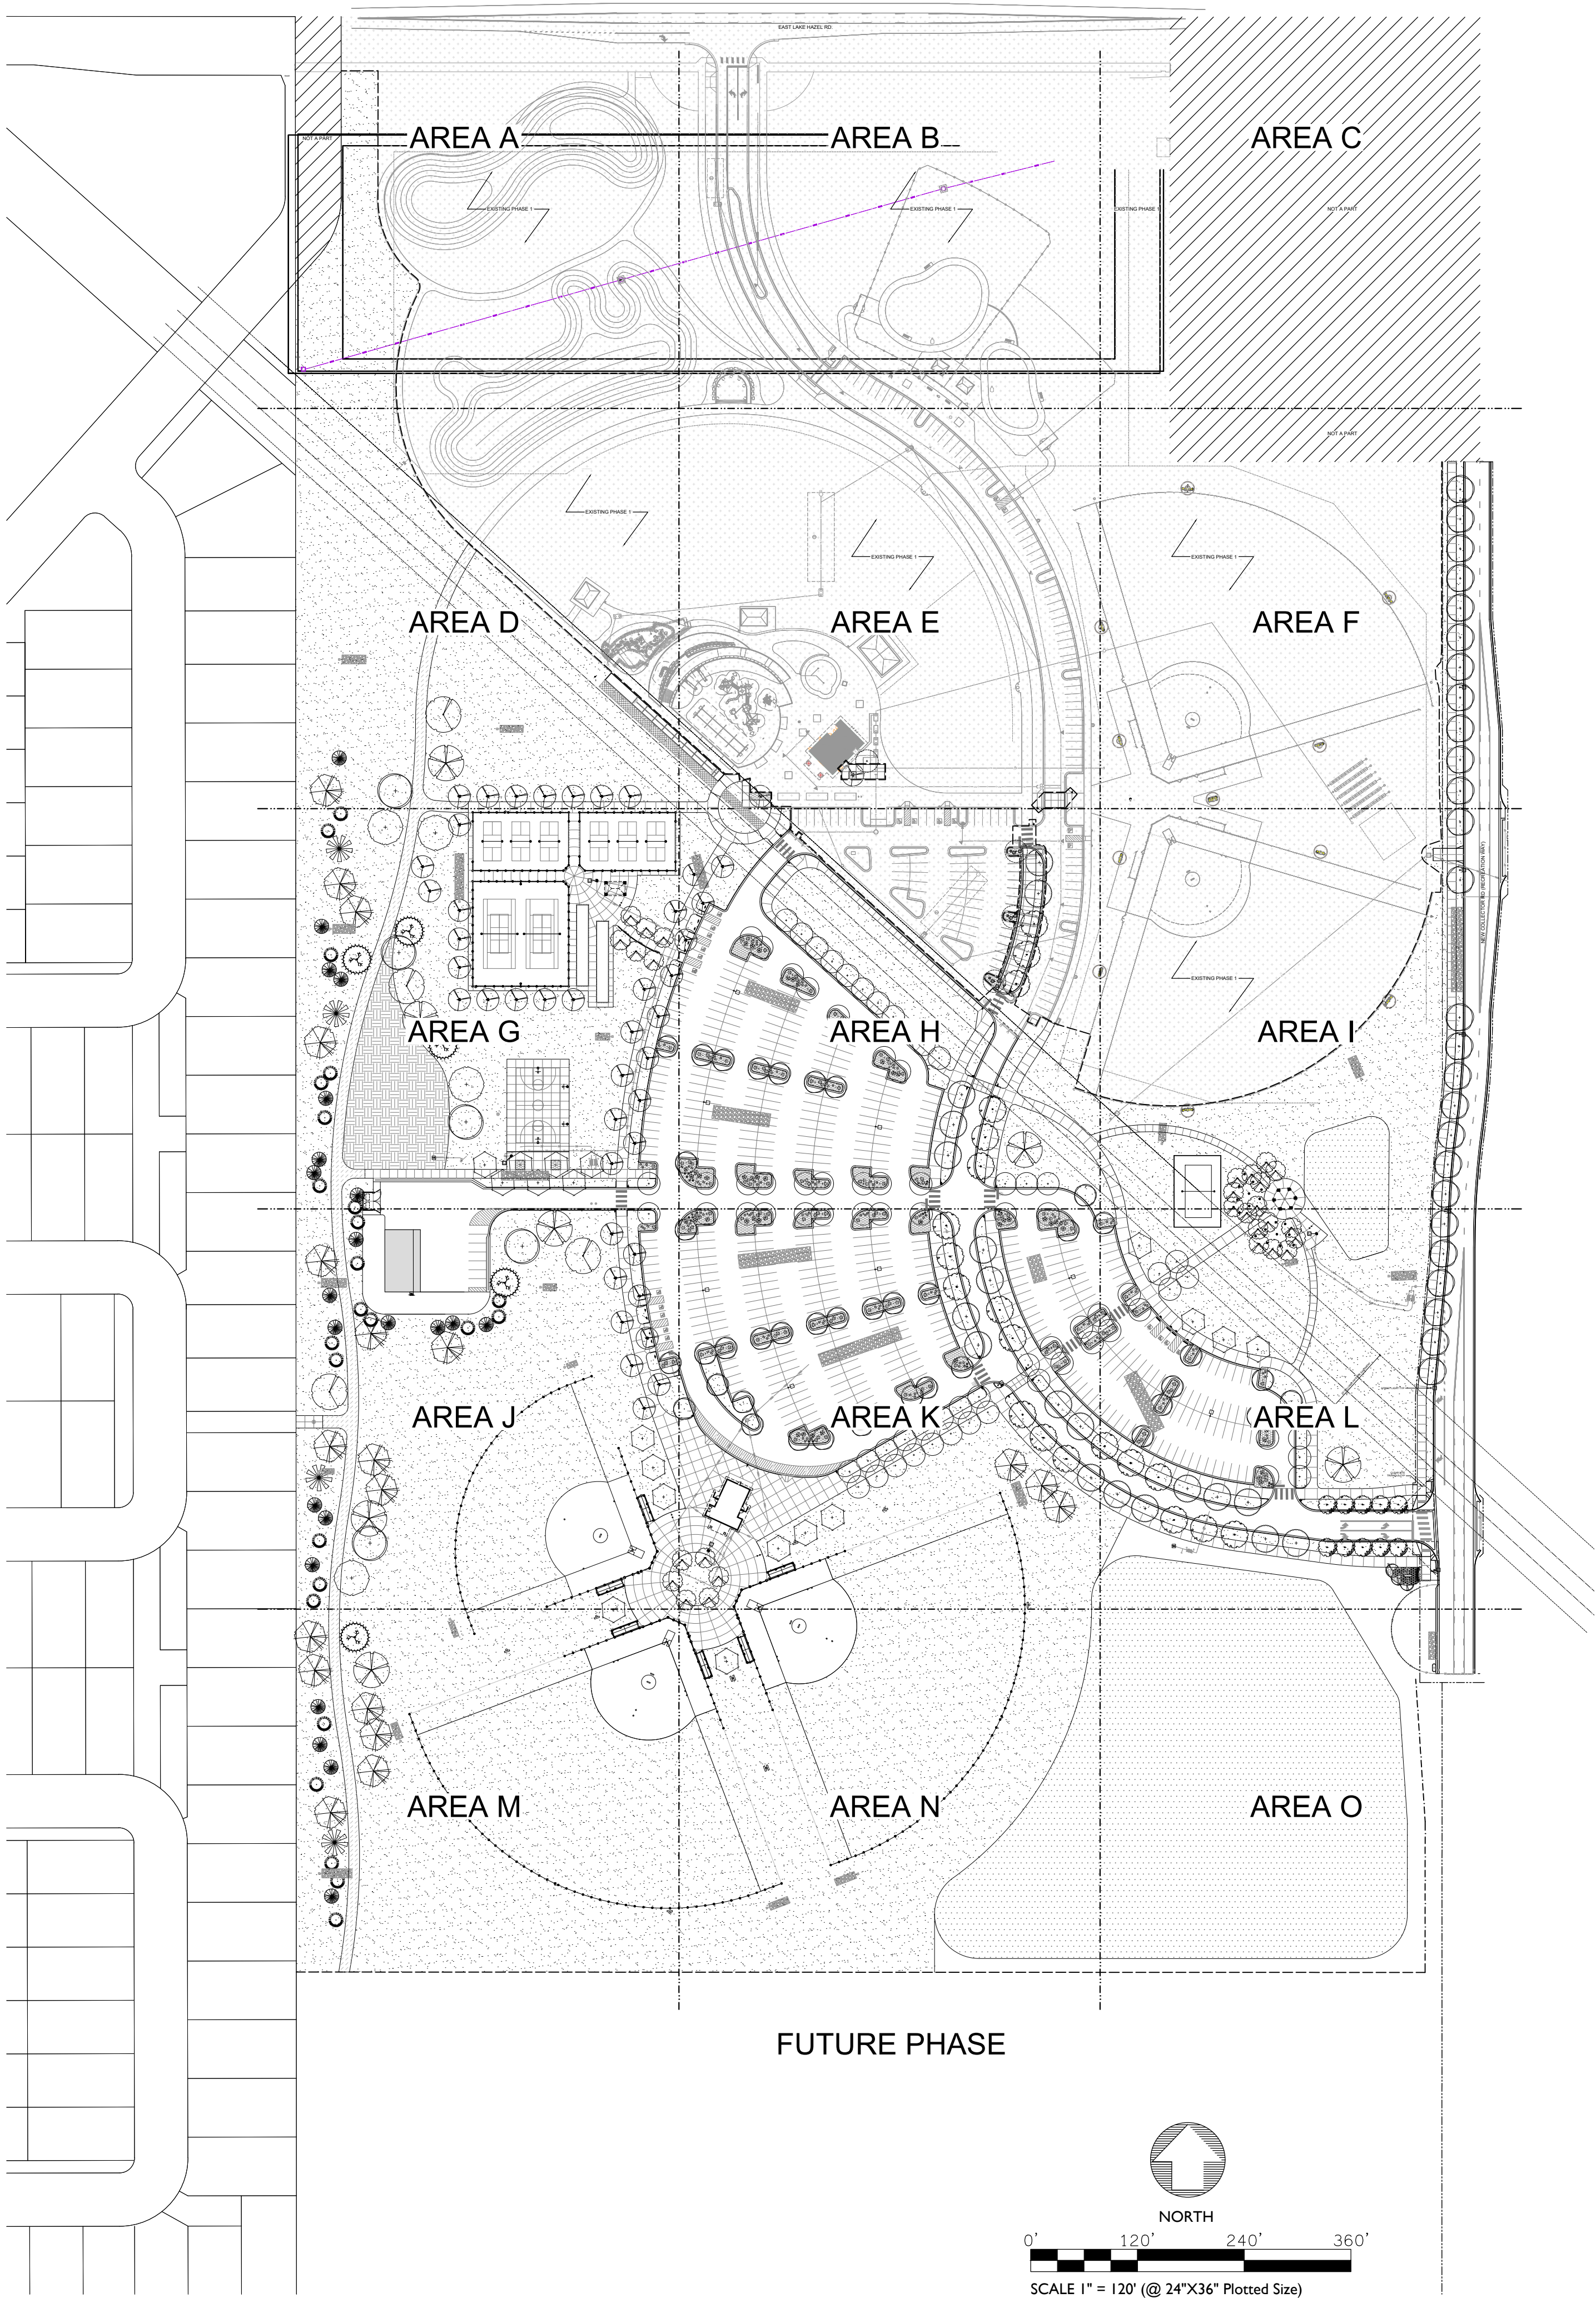 EAST LAKE HAZEL RD.
AREA A
AREA B
AREA C
NOT A PART
EXISTING PHASE 1
EXISTING PHASE 1
EXISTING PHASE 1
NOT A PART
NOT A PART
EXISTING PHASE 1
EXISTING PHASE 1
EXISTING PHASE 1
AREA D
AREA E
AREA F
EXISTING PHASE 1
AREA G
AREA H
AREA I
AREA J
AREA K
AREA L
AREA M
AREA N
AREA O
FUTURE PHASE
NORTH
0' 120' 240' 360'
SCALE 1" = 120' (@ 24"X36" Plotted Size)